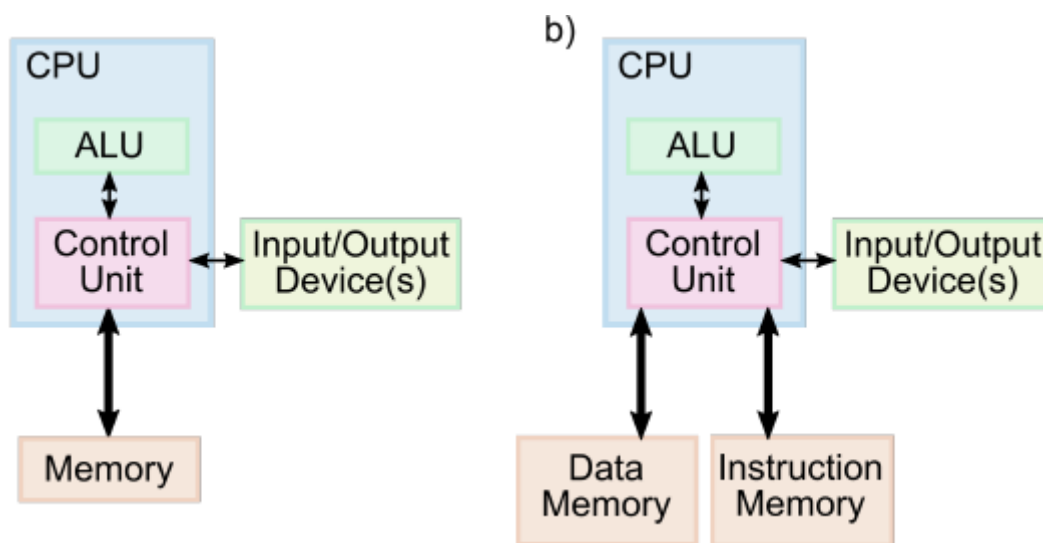 CPU
ALU
Control
Unit
Input/Output
Device(s)
Memory
b)
CPU
ALU
Control
Unit
Input/Output
Device(s)
Data
Memory
Instruction
Memory